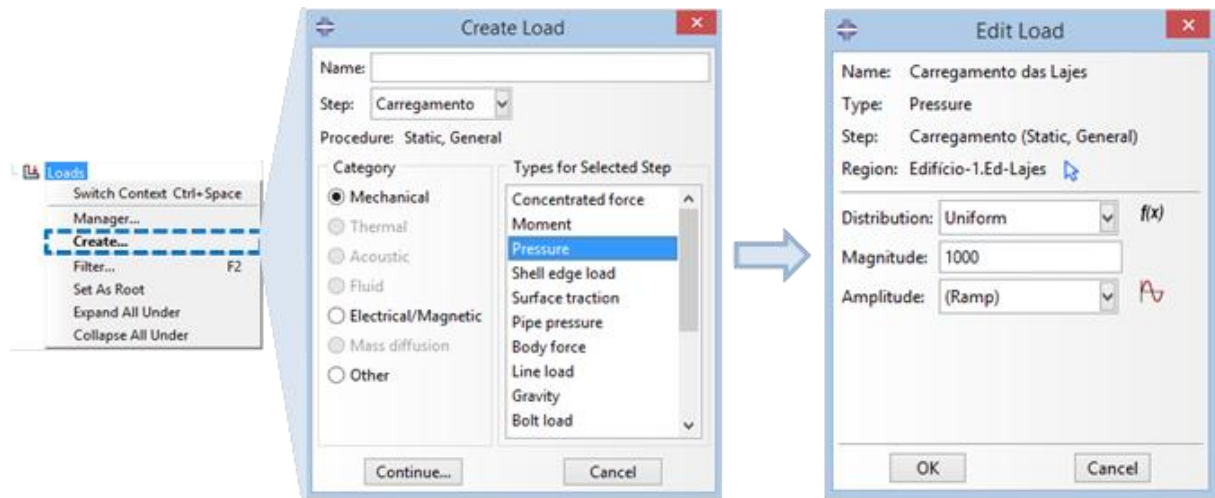 Loads
Switch Context Ctrl+Space
Manager...
Create...
Filter... F2
Set As Root
Expand All Under
Collapse All Under
Create Load
Name:
Step: Carregamento
Procedure: Static, General
Category
Mechanical
Thermal
Acoustic
Fluid
Electrical/Magnetic
Mass diffusion
Other
Types for Selected Step
Concentrated force
Moment
Pressure
Shell edge load
Surface traction
Pipe pressure
Body force
Line load
Gravity
Bolt load
Continue...
Cancel
Edit Load
Name: Carregamento das Lajes
Type: Pressure
Step: Carregamento (Static, General)
Region: Edifício-1.Ed-Lajes
Distribution: Uniform f(x)
Magnitude: 1000
Amplitude: (Ramp)
OK
Cancel